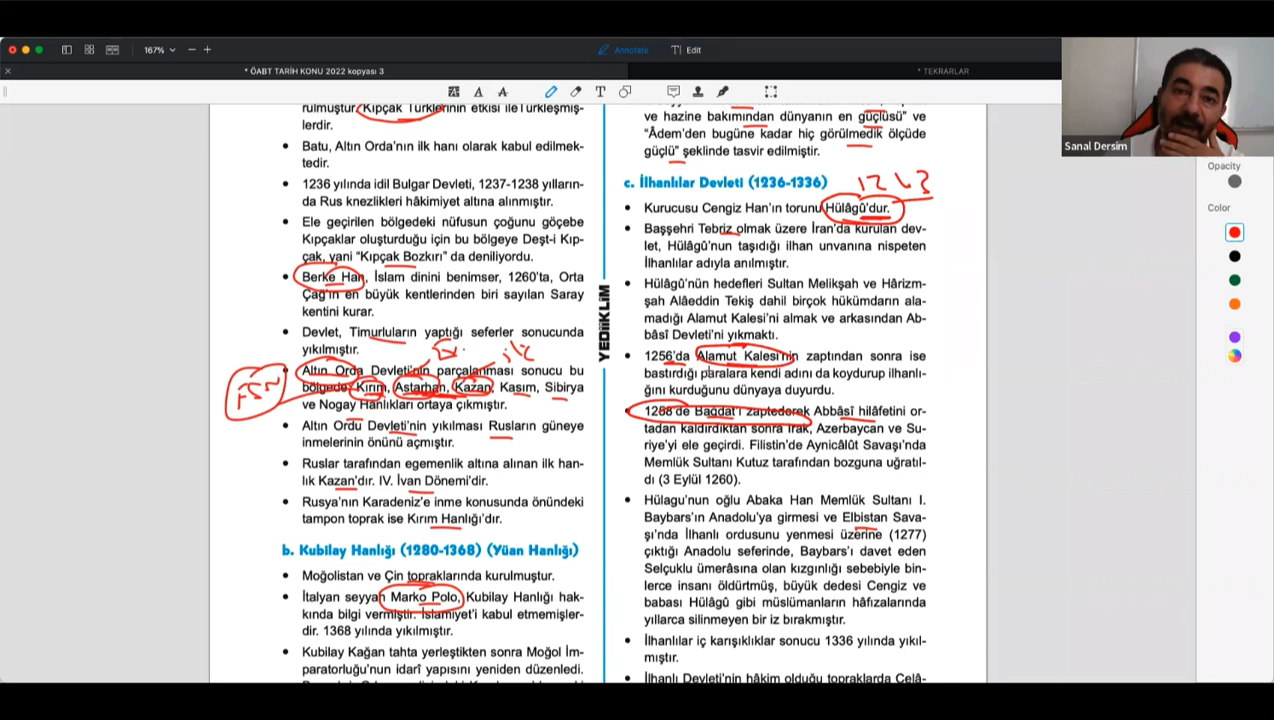 167%
Annotate
Edit
* ÖABT TARİH KONU 2022 kopyası 3
* TEKRARLAR
Sanal Dersim
Opacity
Color
rulmuştur. Kıpçak Türklerinin etkisi ile Türkleşmiş-
lerdir.
• Batu, Altın Orda'nın ilk hanı olarak kabul edilmek-
tedir.
• 1236 yılında idil Bulgar Devleti, 1237-1238 yılların-
da Rus knezlikleri hâkimiyet altına alınmıştır.
• Ele geçirilen bölgedeki nüfusun çoğunu göçebe
Kıpçaklar oluşturduğu için bu bölgeye Deşt-i Kıp-
çak, yani "Kıpçak Bozkırı" da deniliyordu.
• Berke Han, İslam dinini benimser, 1260'ta, Orta
Çağ'ın en büyük kentlerinden biri sayılan Saray
kentini kurar.
• Devlet, Timurluların yaptığı seferler sonucunda
yıkılmıştır.
• Altın Orda Devleti'nin parçalanması sonucu bu
bölgede Kırım, Astarhan, Kazan, Kasım, Sibirya
ve Nogay Hanlıkları ortaya çıkmıştır.
FSN
ilk
• Altın Ordu Devleti'nin yıkılması Rusların güneye
inmelerinin önünü açmıştır.
• Ruslar tarafından egemenlik altına alınan ilk han-
lık Kazan'dır. IV. İvan Dönemi'dir.
• Rusya'nın Karadeniz'e inme konusunda önündeki
tampon toprak ise Kırım Hanlığı'dır.
b. Kubilay Hanlığı (1280-1368) (Yüan Hanlığı)
• Moğolistan ve Çin topraklarında kurulmuştur.
• İtalyan seyyah Marko Polo, Kubilay Hanlığı hak-
kında bilgi vermiştir. İslamiyet'i kabul etmemişler-
dir. 1368 yılında yıkılmıştır.
• Kubilay Kağan tahta yerleştikten sonra Moğol İm-
paratorluğu'nun idarî yapısını yeniden düzenledi.
YEDİİKLİM
ve hazine bakımından dünyanın en güçlüsü" ve
"Âdem'den bugüne kadar hiç görülmedik ölçüde
güçlü" şeklinde tasvir edilmiştir.
c. İlhanlılar Devleti (1236-1336)
1243
• Kurucusu Cengiz Han'ın torunu Hülâgû'dur.
• Başşehri Tebriz olmak üzere İran'da kurulan dev-
let, Hülâgû'nun taşıdığı ilhan unvanına nispeten
İlhanlılar adıyla anılmıştır.
• Hülâgû'nün hedefleri Sultan Melikşah ve Hârizm-
şah Alâeddin Tekiş dahil birçok hükümdarın ala-
madığı Alamut Kalesi'ni almak ve arkasından Ab-
bâsî Devleti'ni yıkmaktı.
• 1256'da Alamut Kalesi'nin zaptından sonra ise
bastırdığı paralara kendi adını da koydurup ilhanlı-
ğını kurduğunu dünyaya duyurdu.
• 1258'de Bağdat'ı zaptederek Abbâsî hilâfetini or-
tadan kaldırdıktan sonra Irak, Azerbaycan ve Su-
riye'yi ele geçirdi. Filistin'de Aynicâlût Savaşı'nda
Memlük Sultanı Kutuz tarafından bozguna uğratıl-
dı (3 Eylül 1260).
• Hülagu'nun oğlu Abaka Han Memlük Sultanı I.
Baybars'ın Anadolu'ya girmesi ve Elbistan Sava-
şı'nda İlhanlı ordusunu yenmesi üzerine (1277)
çıktığı Anadolu seferinde, Baybars'ı davet eden
Selçuklu ümerâsına olan kızgınlığı sebebiyle bin-
lerce insanı öldürtmüş, büyük dedesi Cengiz ve
babası Hülâgû gibi müslümanların hâfızalarında
yıllarca silinmeyen bir iz bırakmıştır.
• İlhanlılar iç karışıklıklar sonucu 1336 yılında yıkıl-
mıştır.
• İlhanlı Devleti'nin hâkim olduğu topraklarda Celâ-